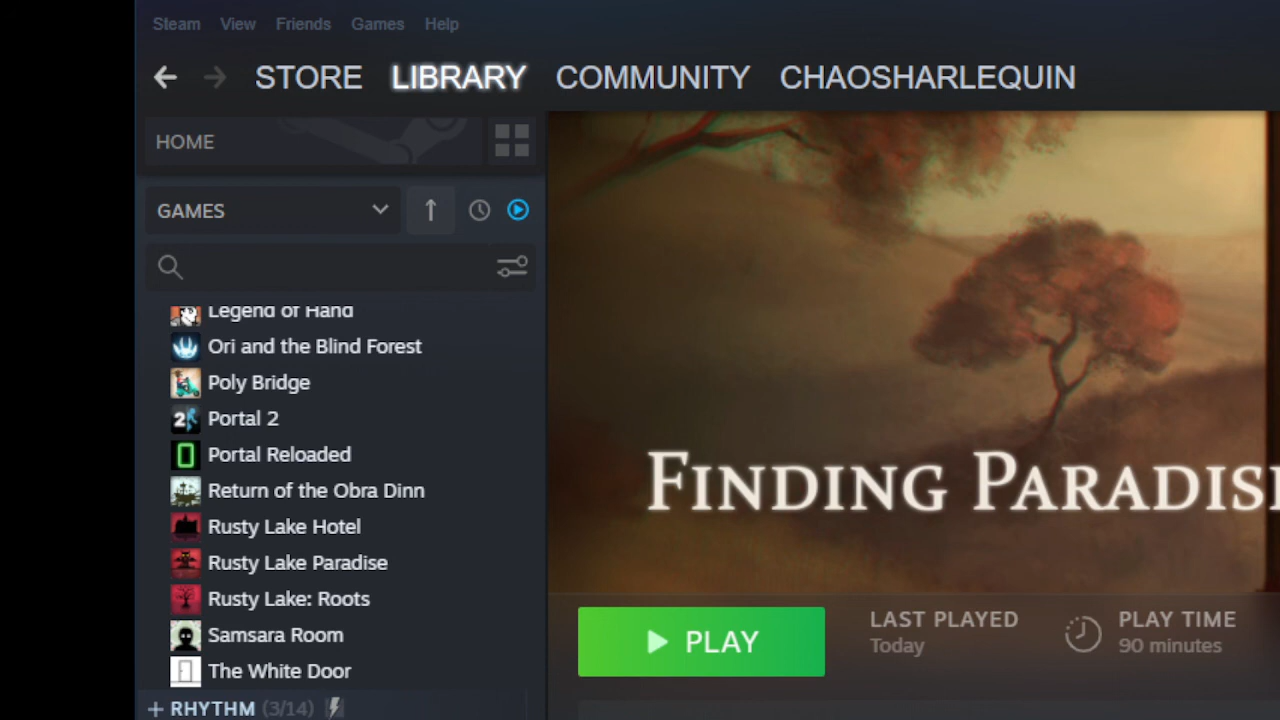 Steam View Friends Games Help
STORE LIBRARY COMMUNITY CHAOSHARLEQUIN
HOME
GAMES
Legend of Hand
Ori and the Blind Forest
Poly Bridge
Portal 2
Portal Reloaded
Return of the Obra Dinn
Rusty Lake Hotel
Rusty Lake Paradise
Rusty Lake: Roots
Samsara Room
The White Door
+ RHYTHM (3/14)
FINDING PARADISE
PLAY
LAST PLAYED
Today
PLAY TIME
90 minutes